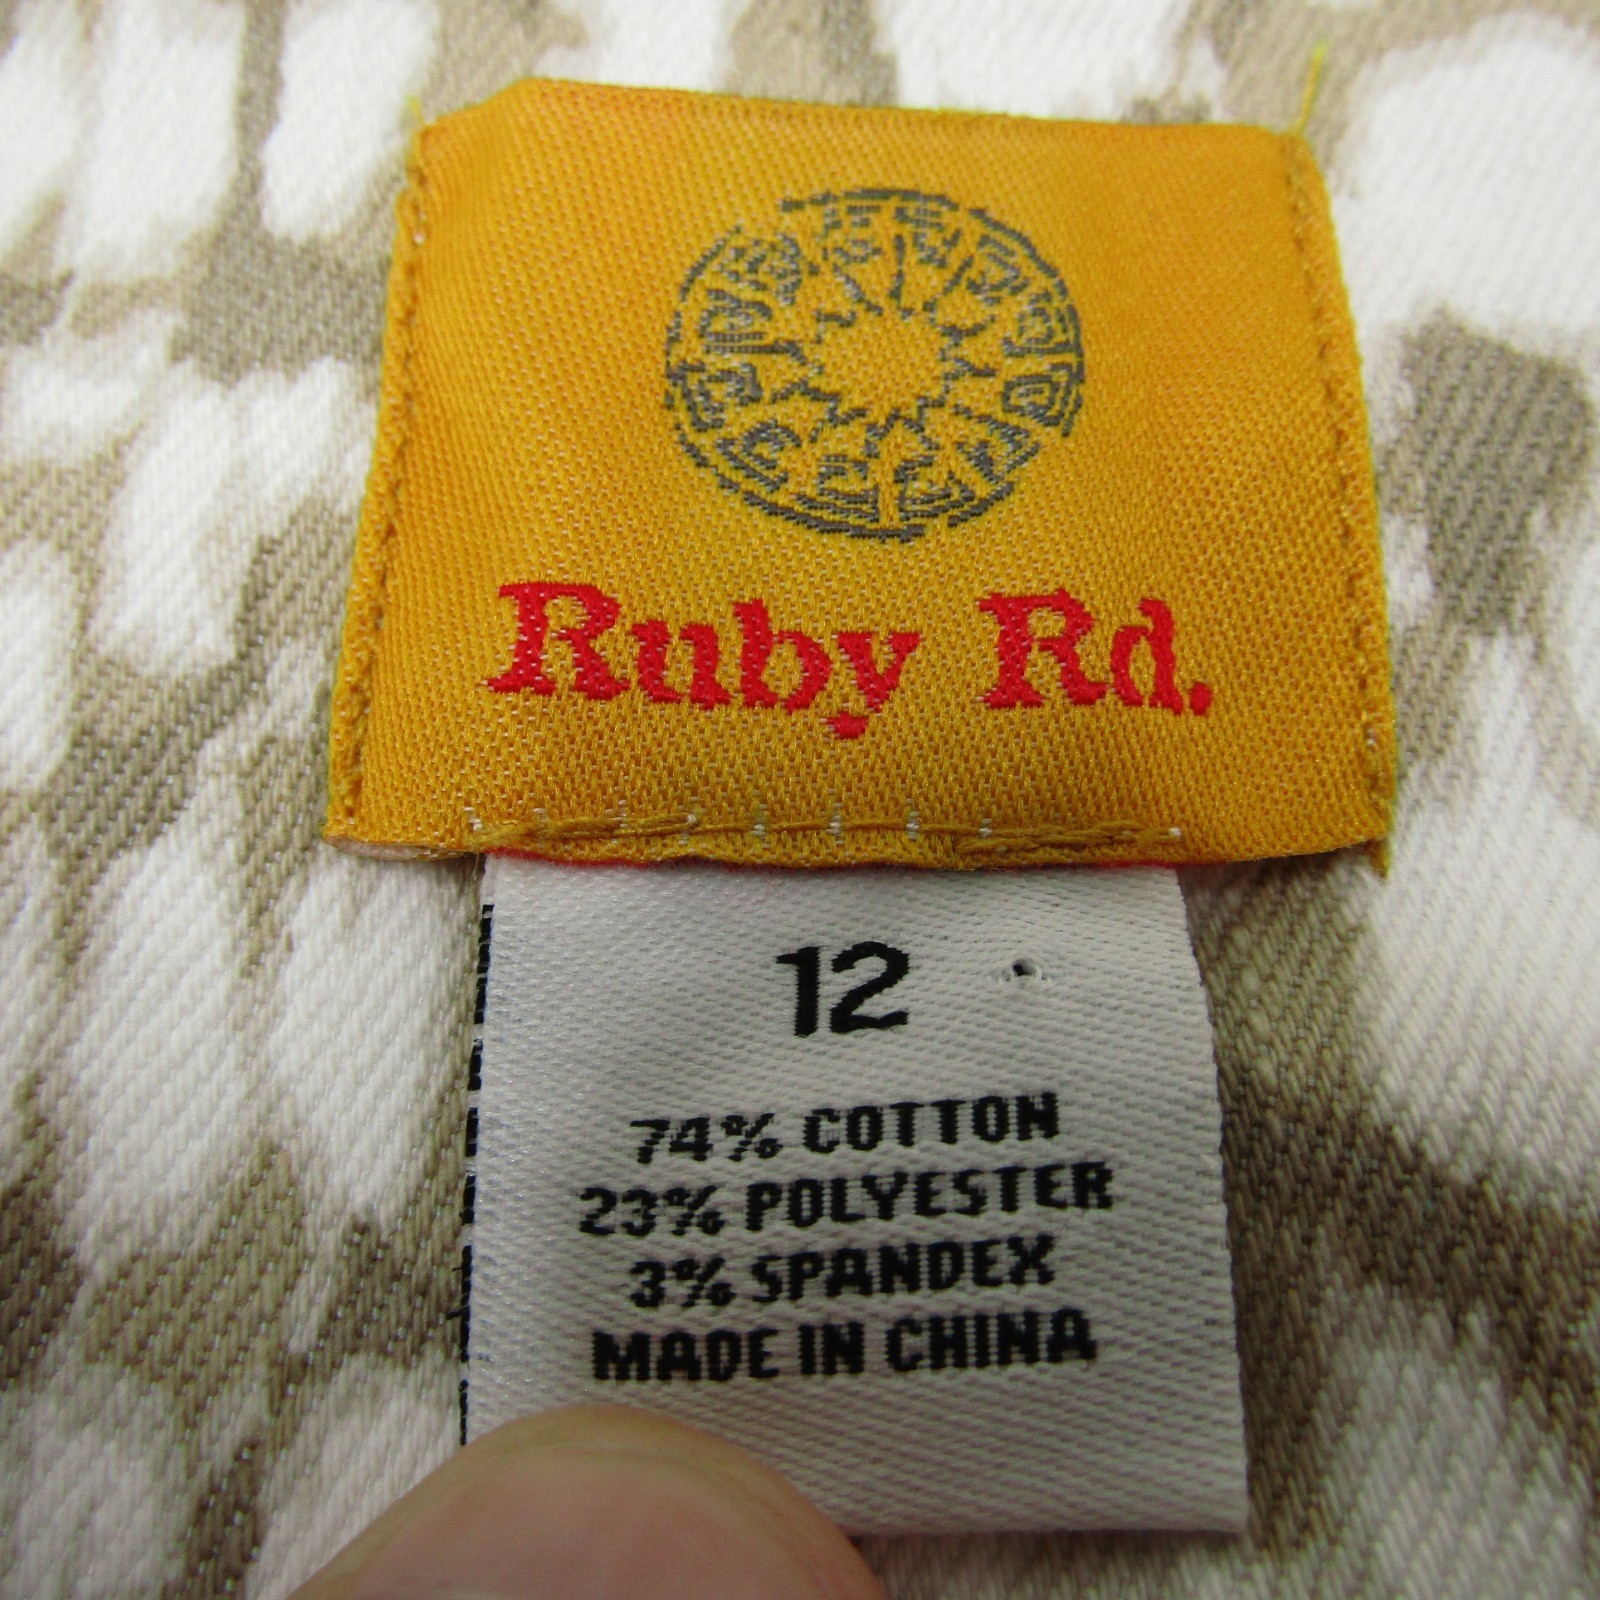 Ruby Rd.
12
74% COTTON
23% POLYESTER
3% SPANDEX
MADE IN CHINA